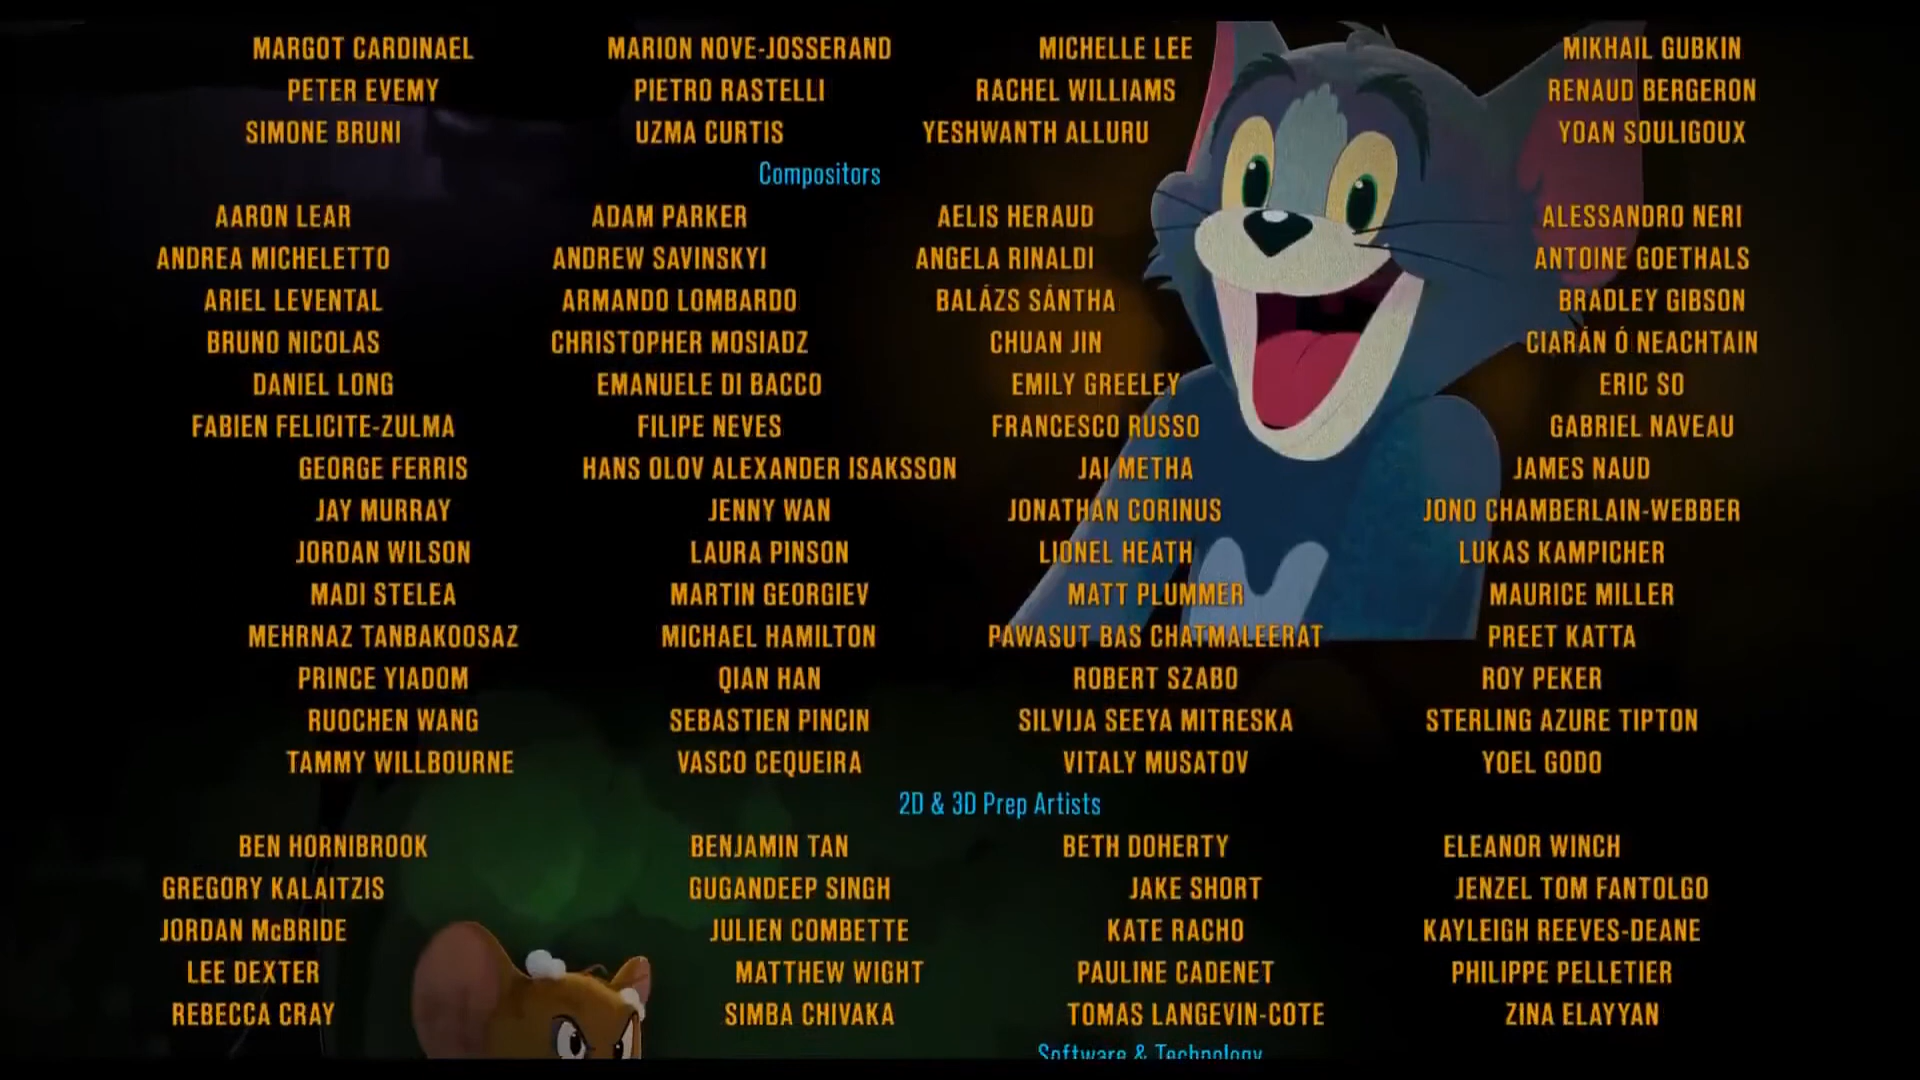 MARGOT CARDINAEL MARION NOVE-JOSSERAND MICHELLE LEE MIKHAIL GUBKIN
PETER EVEMY PIETRO RASTELLI RACHEL WILLIAMS RENAUD BERGERON
SIMONE BRUNI UZMA CURTIS YESHWANTH ALLURU YOAN SOULIGOUX
Compositors
AARON LEAR ADAM PARKER AELIS HERAUD ALESSANDRO NERI
ANDREA MICHELETTO ANDREW SAVINSKYI ANGELA RINALDI ANTOINE GOETHALS
ARIEL LEVENTAL ARMANDO LOMBARDO BALÁZS SÁNTHA BRADLEY GIBSON
BRUNO NICOLAS CHRISTOPHER MOSIADZ CHUAN JIN CIARÁN Ó NEACHTAIN
DANIEL LONG EMANUELE DI BACCO EMILY GREELEY ERIC SO
FABIEN FELICITE-ZULMA FILIPE NEVES FRANCESCO RUSSO GABRIEL NAVEAU
GEORGE FERRIS HANS OLOV ALEXANDER ISAKSSON JAI METHA JAMES NAUD
JAY MURRAY JENNY WAN JONATHAN CORINUS JONO CHAMBERLAIN-WEBBER
JORDAN WILSON LAURA PINSON LIONEL HEATH LUKAS KAMPICHER
MADI STELEA MARTIN GEORGIEV MATT PLUMMER MAURICE MILLER
MEHRNAZ TANBAKOOSAZ MICHAEL HAMILTON PAWASUT BAS CHATMALEERAT PREET KATTA
PRINCE YIADOM QIAN HAN ROBERT SZABO ROY PEKER
RUOCHEN WANG SEBASTIEN PINCIN SILVIJA SEEYA MITRESKA STERLING AZURE TIPTON
TAMMY WILLBOURNE VASCO CEQUEIRA VITALY MUSATOV YOEL GODO
2D & 3D Prep Artists
BEN HORNIBROOK BENJAMIN TAN BETH DOHERTY ELEANOR WINCH
GREGORY KALAITZIS GUGANDEEP SINGH JAKE SHORT JENZEL TOM FANTOLGO
JORDAN McBRIDE JULIEN COMBETTE KATE RACHO KAYLEIGH REEVES-DEANE
LEE DEXTER MATTHEW WIGHT PAULINE CADENET PHILIPPE PELLETIER
REBECCA CRAY SIMBA CHIVAKA TOMAS LANGEVIN-COTE ZINA ELAYYAN
Software & Technology